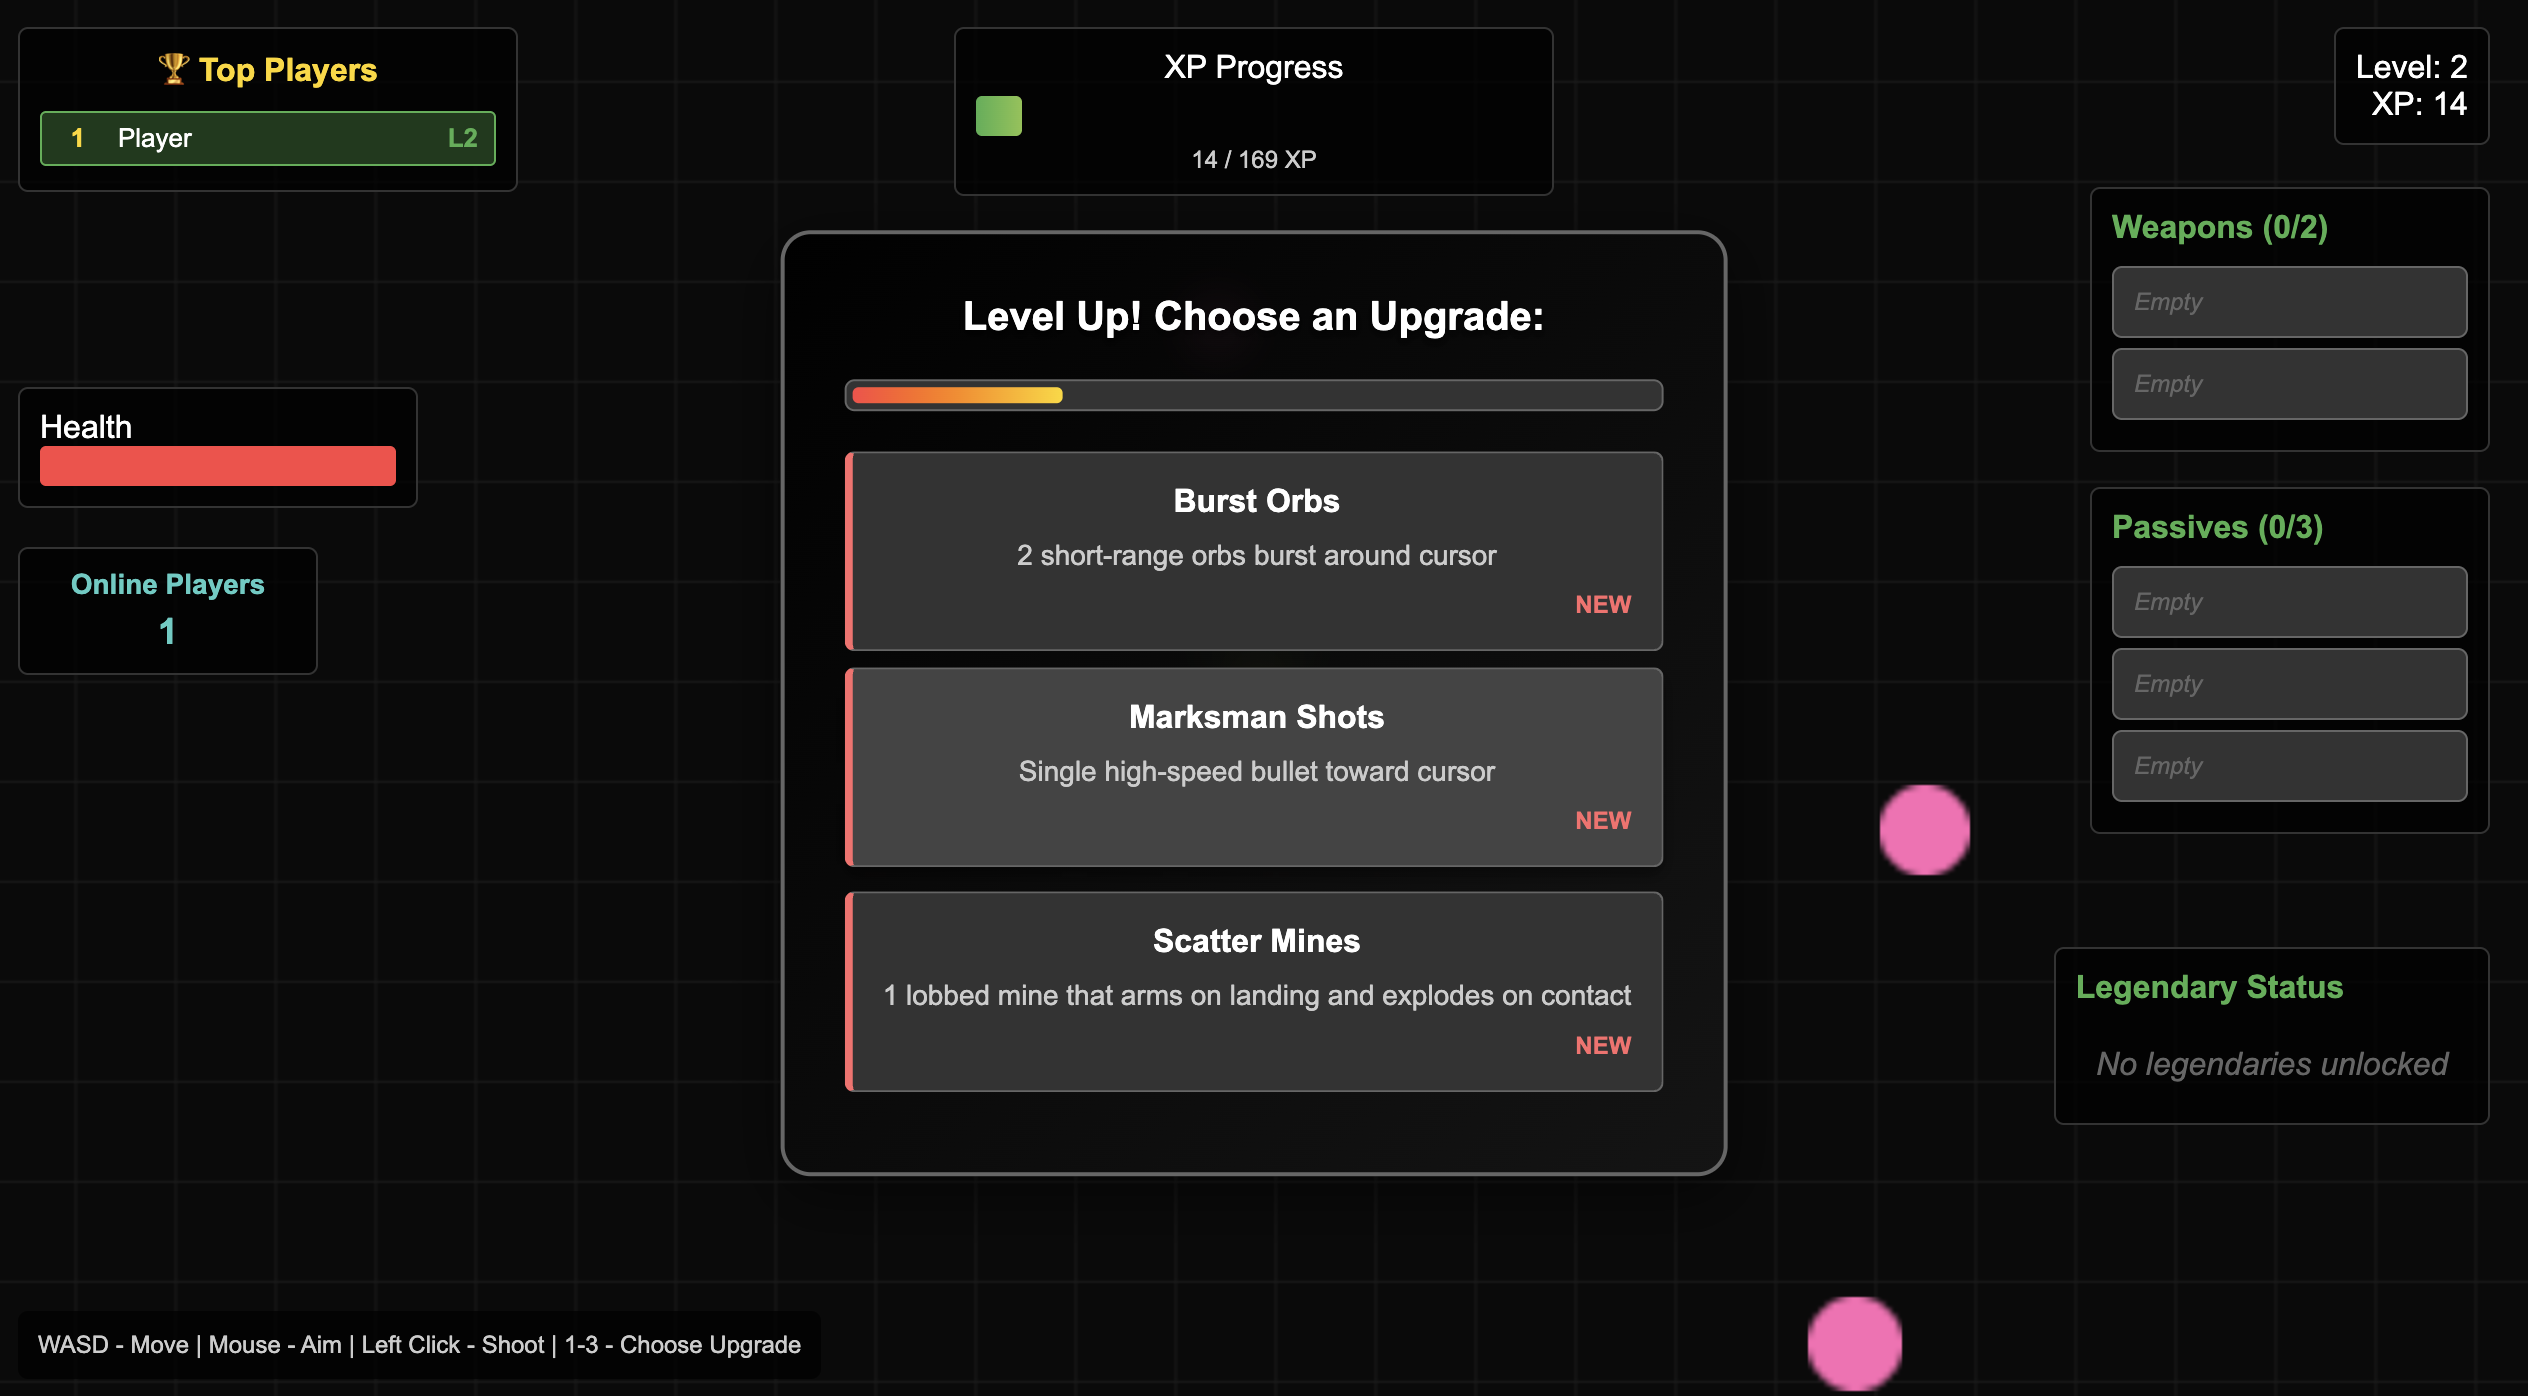 🏆 Top Players
1 Player L2
XP Progress
14 / 169 XP
Level: 2
XP: 14
Weapons (0/2)
Empty
Empty
Health
Online Players
1
Level Up! Choose an Upgrade:
Burst Orbs
2 short-range orbs burst around cursor
NEW
Marksman Shots
Single high-speed bullet toward cursor
NEW
Scatter Mines
1 lobbed mine that arms on landing and explodes on contact
NEW
Passives (0/3)
Empty
Empty
Empty
Legendary Status
No legendaries unlocked
WASD - Move | Mouse - Aim | Left Click - Shoot | 1-3 - Choose Upgrade